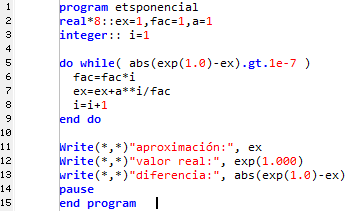 1 program etsponencial
2 real*8::ex=1,fac=1,a=1
3 integer:: i=1
4
5 do while( abs(exp(1.0)-ex).gt.1e-7 )
6 fac=fac*i
7 ex=ex+a**i/fac
8 i=i+1
9 end do
10
11 Write(*,*)"aproximación:", ex
12 Write(*,*)"valor real:", exp(1.000)
13 write(*,*)"diferencia:", abs(exp(1.0)-ex)
14 pause
15 end program